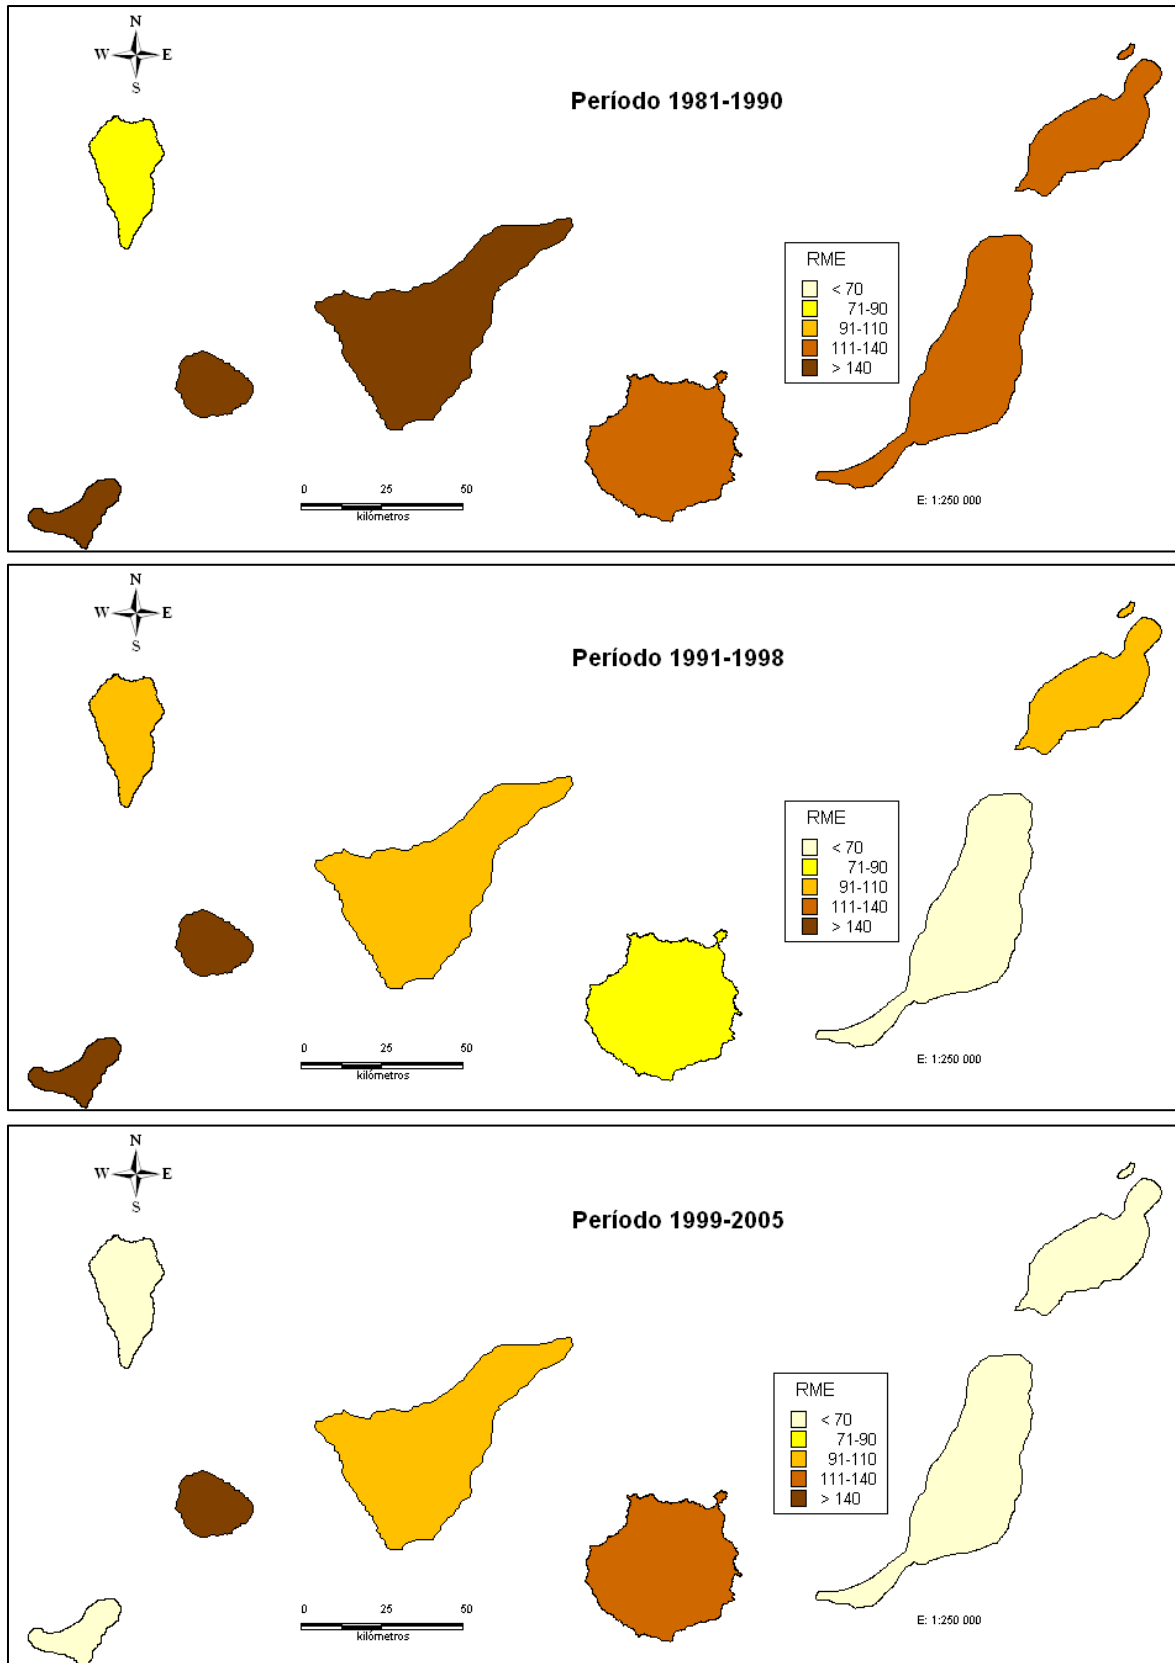 N
W E
S
Período 1981-1990
RME
< 70
71-90
91-110
111-140
> 140
0 25 50
kilómetros
E: 1:250 000
N
W E
S
Período 1991-1998
RME
< 70
71-90
91-110
111-140
> 140
0 25 50
kilómetros
E: 1:250 000
N
W E
S
Período 1999-2005
RME
< 70
71-90
91-110
111-140
> 140
0 25 50
kilómetros
E: 1:250 000